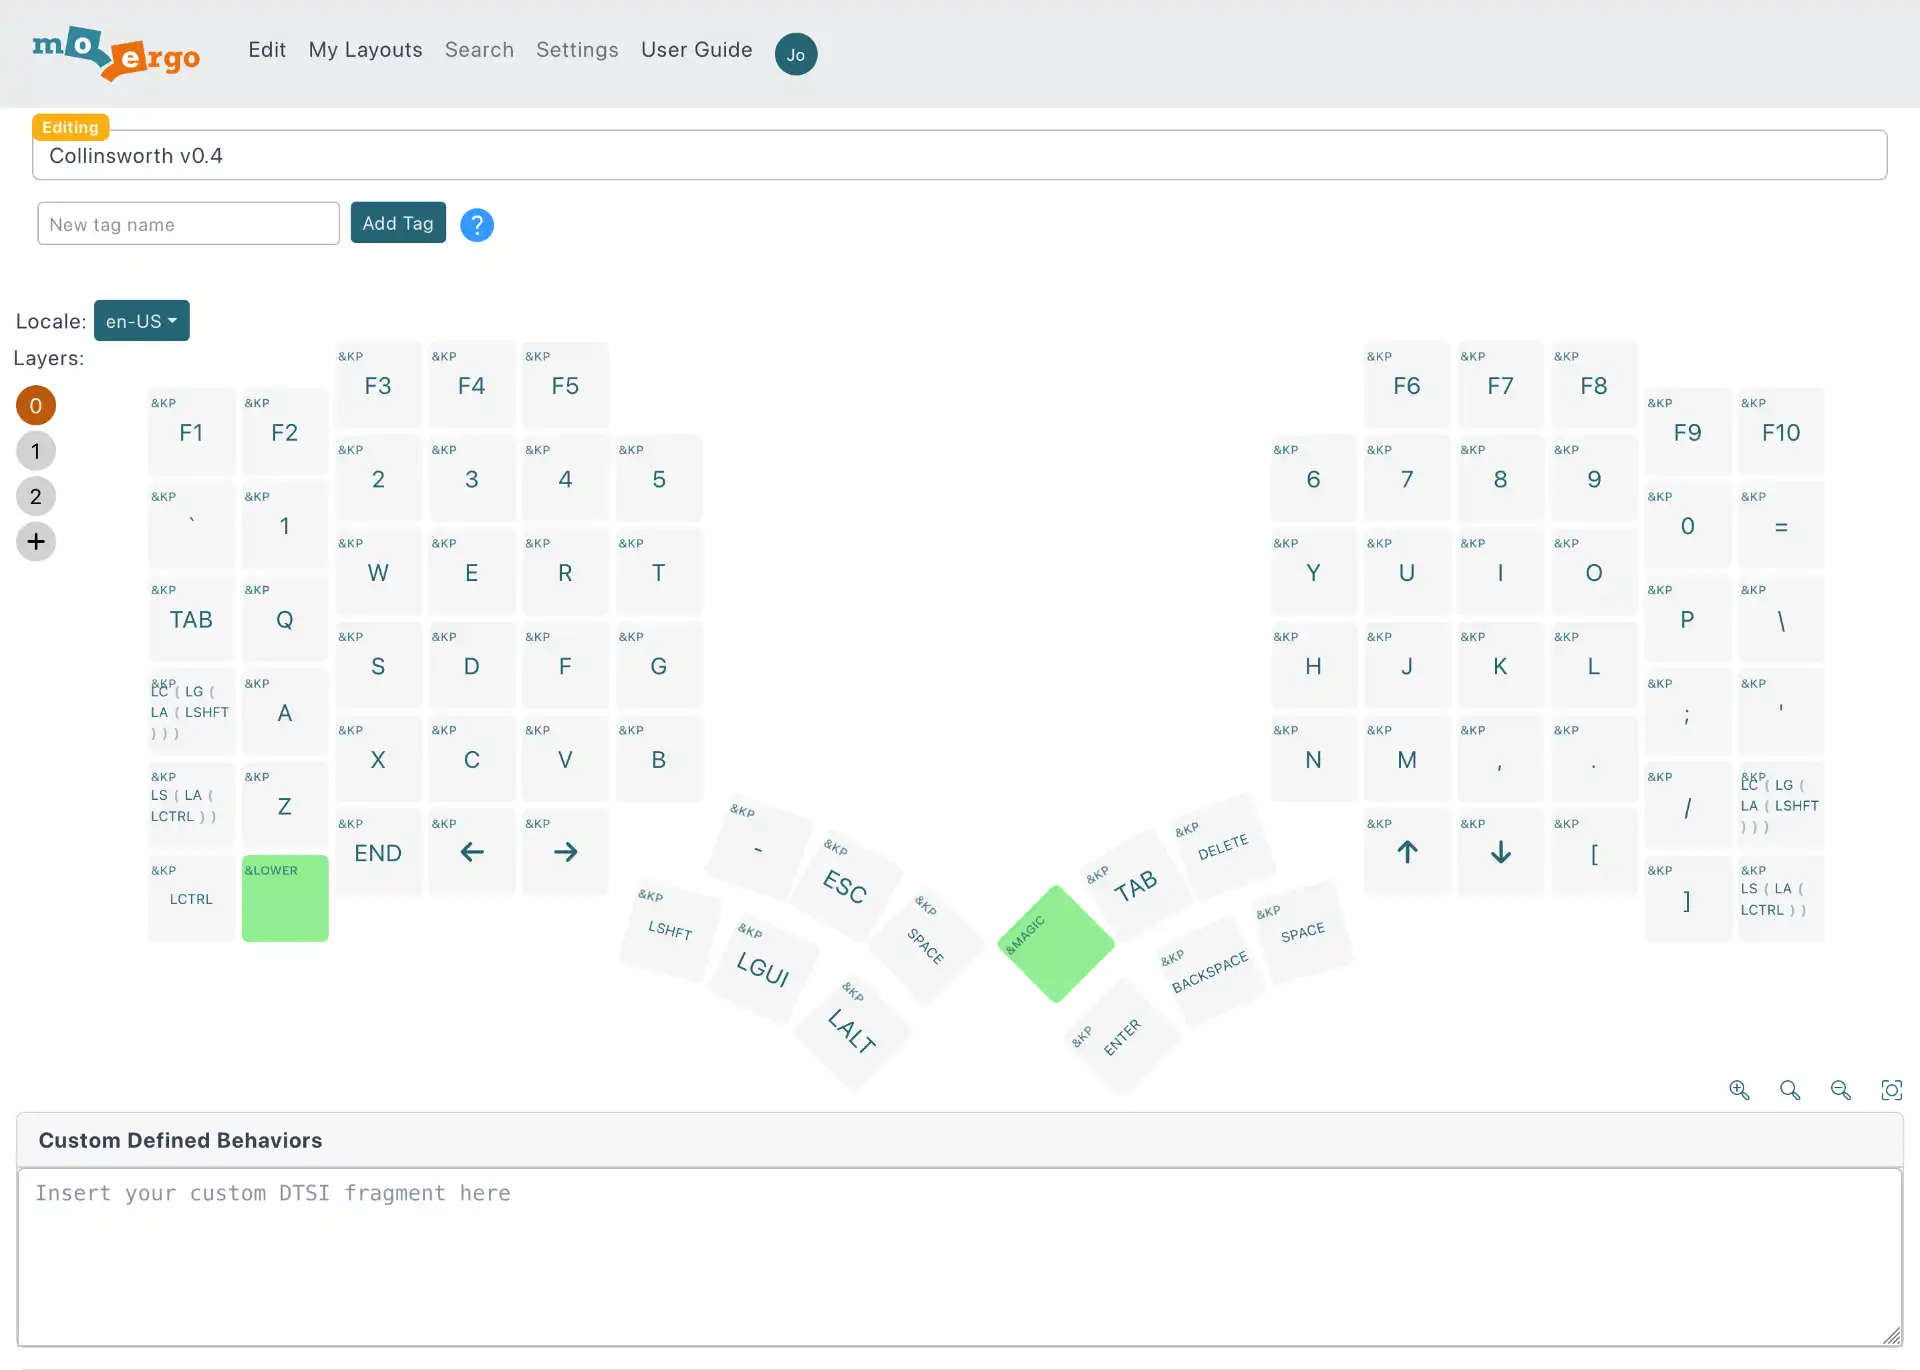 moergo
Edit My Layouts Search Settings User Guide Jo
Editing
Collinsworth v0.4
New tag name Add Tag ?
Locale: en-US
Layers:
0
1
2
+
&KP F3 &KP F4 &KP F5 &KP F6 &KP F7 &KP F8
&KP F1 &KP F2 &KP F9 &KP F10
&KP 2 &KP 3 &KP 4 &KP 5 &KP 6 &KP 7 &KP 8 &KP 9
&KP ` &KP 1 &KP 0 &KP =
&KP W &KP E &KP R &KP T &KP Y &KP U &KP I &KP O
&KP TAB &KP Q &KP P &KP \
&KP S &KP D &KP F &KP G &KP H &KP J &KP K &KP L
&KP LC ( LG ( LA ( LSHFT ) ) ) &KP A &KP ; &KP '
&KP X &KP C &KP V &KP B &KP N &KP M &KP , &KP .
&KP LS ( LA ( LCTRL ) ) &KP Z &KP / &KP LC ( LG ( LA ( LSHFT ) ) )
&KP END &KP ← &KP → &KP ↑ &KP ↓ &KP [
&KP LCTRL &LOWER &KP ] &KP LS ( LA ( LCTRL ) )
&KP - &KP ESC &KP SPACE &MAGIC &KP TAB &KP DELETE
&KP LSHFT &KP LGUI &KP LALT &KP ENTER &KP BACKSPACE &KP SPACE
Custom Defined Behaviors
Insert your custom DTSI fragment here